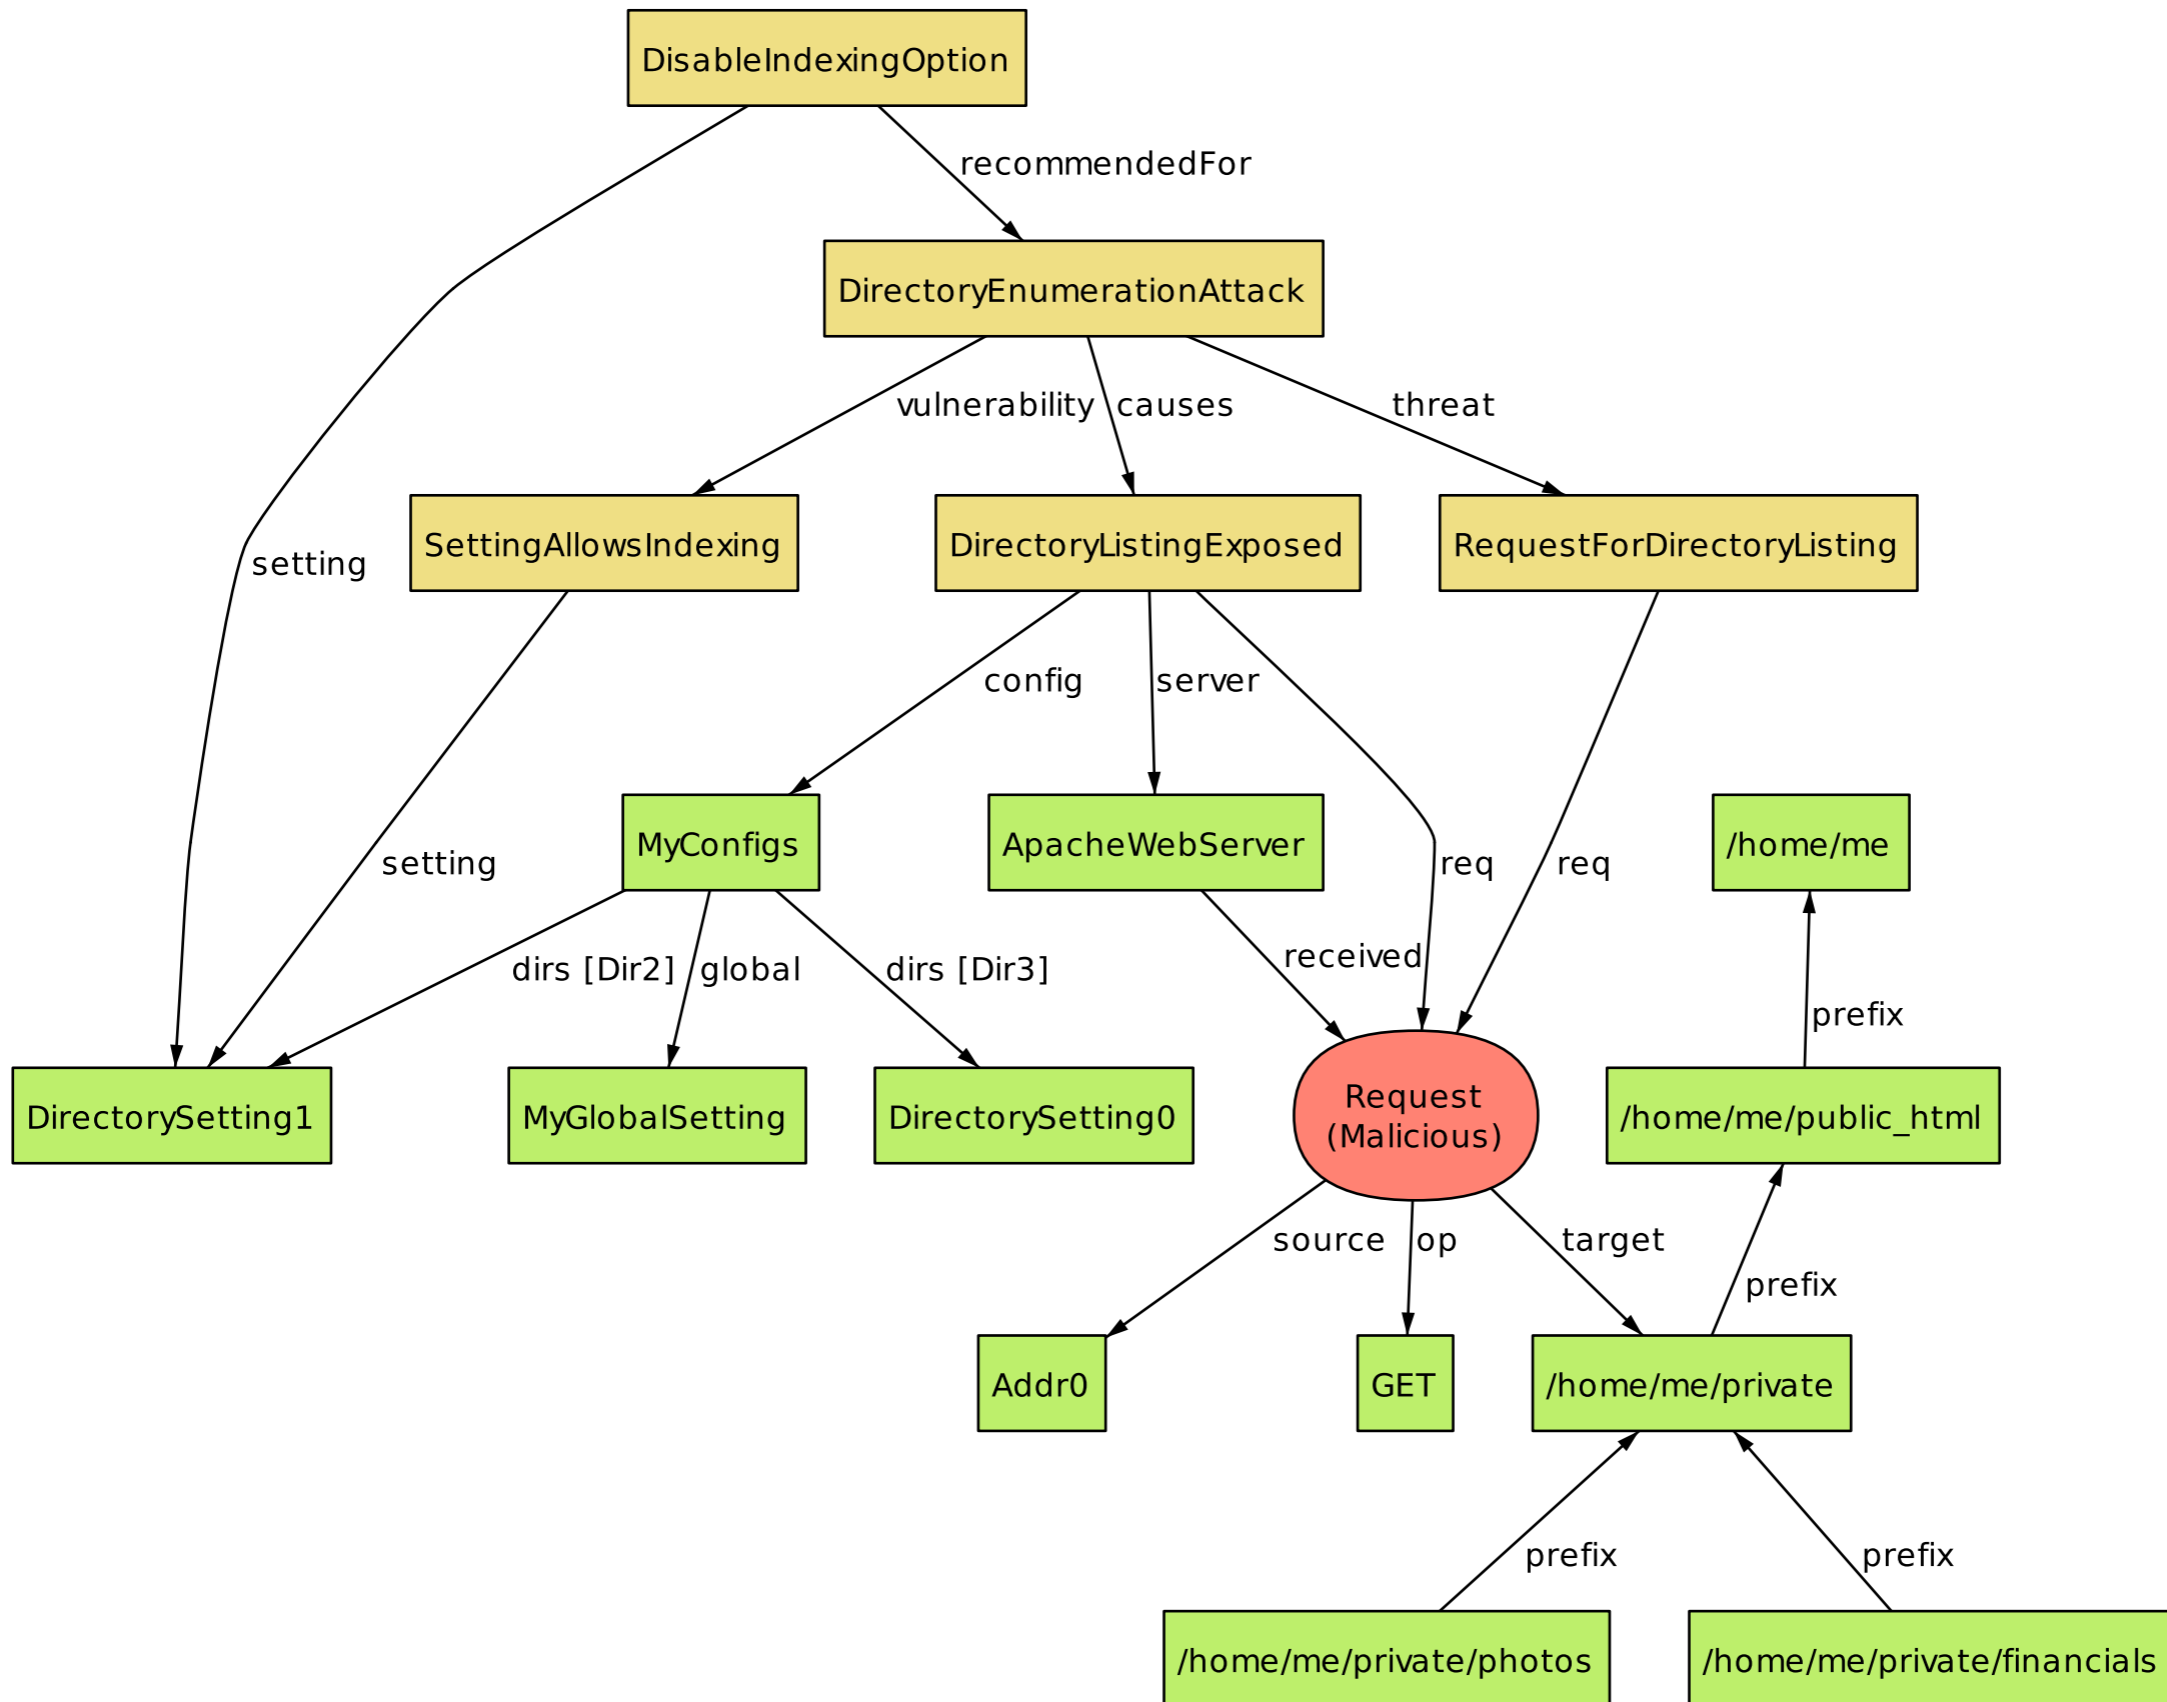 DisableIndexingOption
recommendedFor
DirectoryEnumerationAttack
vulnerability
causes
threat
SettingAllowsIndexing
DirectoryListingExposed
RequestForDirectoryListing
setting
config
server
MyConfigs
ApacheWebServer
/home/me
setting
req
req
received
dirs [Dir2]
global
dirs [Dir3]
prefix
DirectorySetting1
MyGlobalSetting
DirectorySetting0
Request
(Malicious)
/home/me/public_html
source
op
target
prefix
Addr0
GET
/home/me/private
prefix
prefix
/home/me/private/photos
/home/me/private/financials